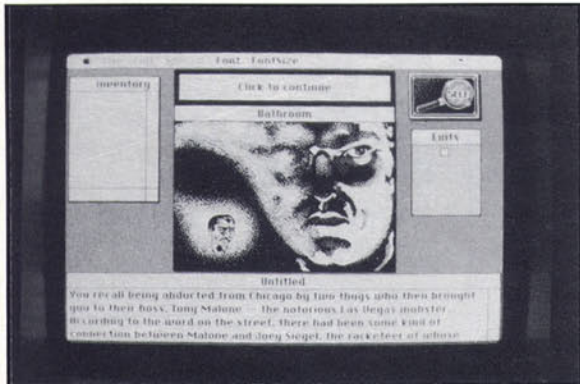 Font FontSize
inventory
Click to continue
SELF
Bathroom
Exits
Untitled
You recall being abducted from Chicago by two thugs who then brought
you to their boss, Tony Malone — the notorious Las Vegas mobster.
According to the word on the street, there had been some kind of
connection between Malone and Joey Siegel, the racketeer of whose